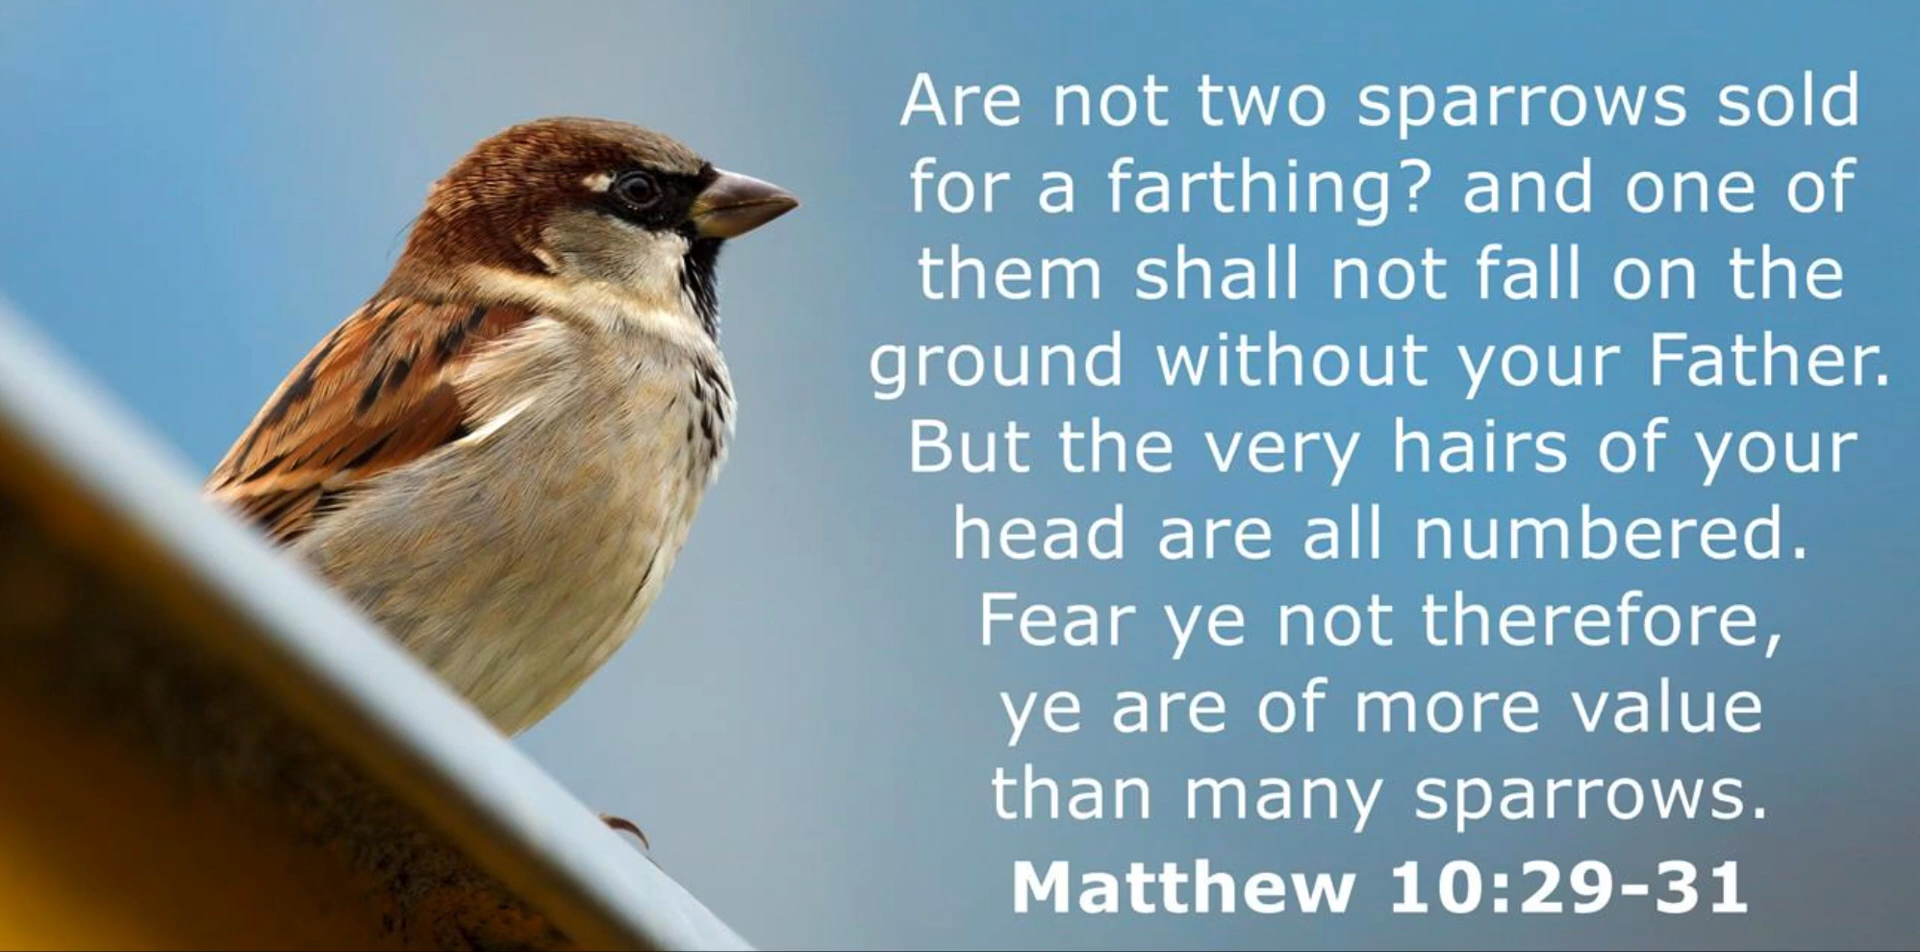 Are not two sparrows sold
for a farthing? and one of
them shall not fall on the
ground without your Father.
But the very hairs of your
head are all numbered.
Fear ye not therefore,
ye are of more value
than many sparrows.
Matthew 10:29-31